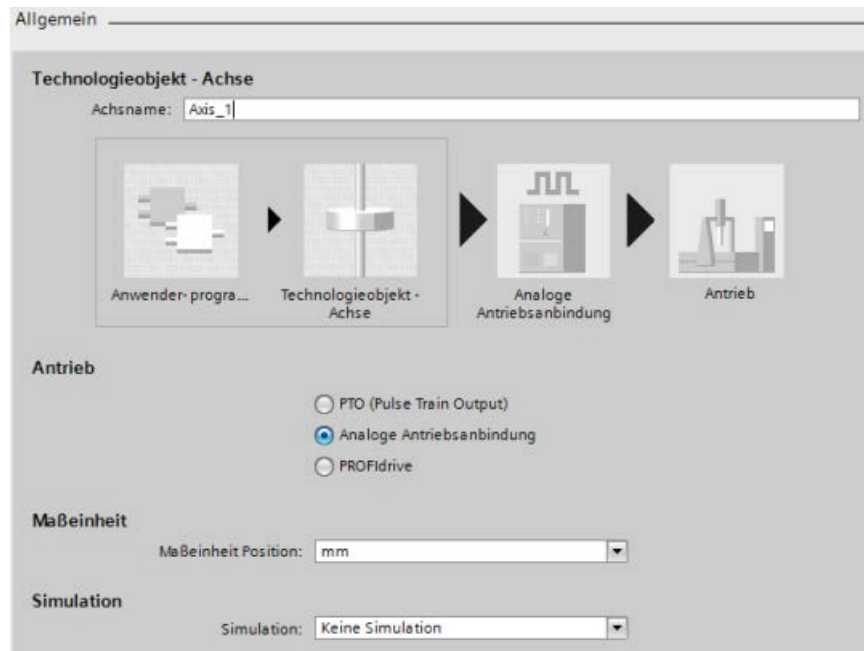 Allgemein
Technologieobjekt - Achse
Achsname: Axis_1
Anwender- progra...
Technologieobjekt -
Achse
Analoge
Antriebsanbindung
Antrieb
Antrieb
PTO (Pulse Train Output)
Analoge Antriebsanbindung
PROFIdrive
Maßeinheit
Maßeinheit Position: mm
Simulation
Simulation: Keine Simulation